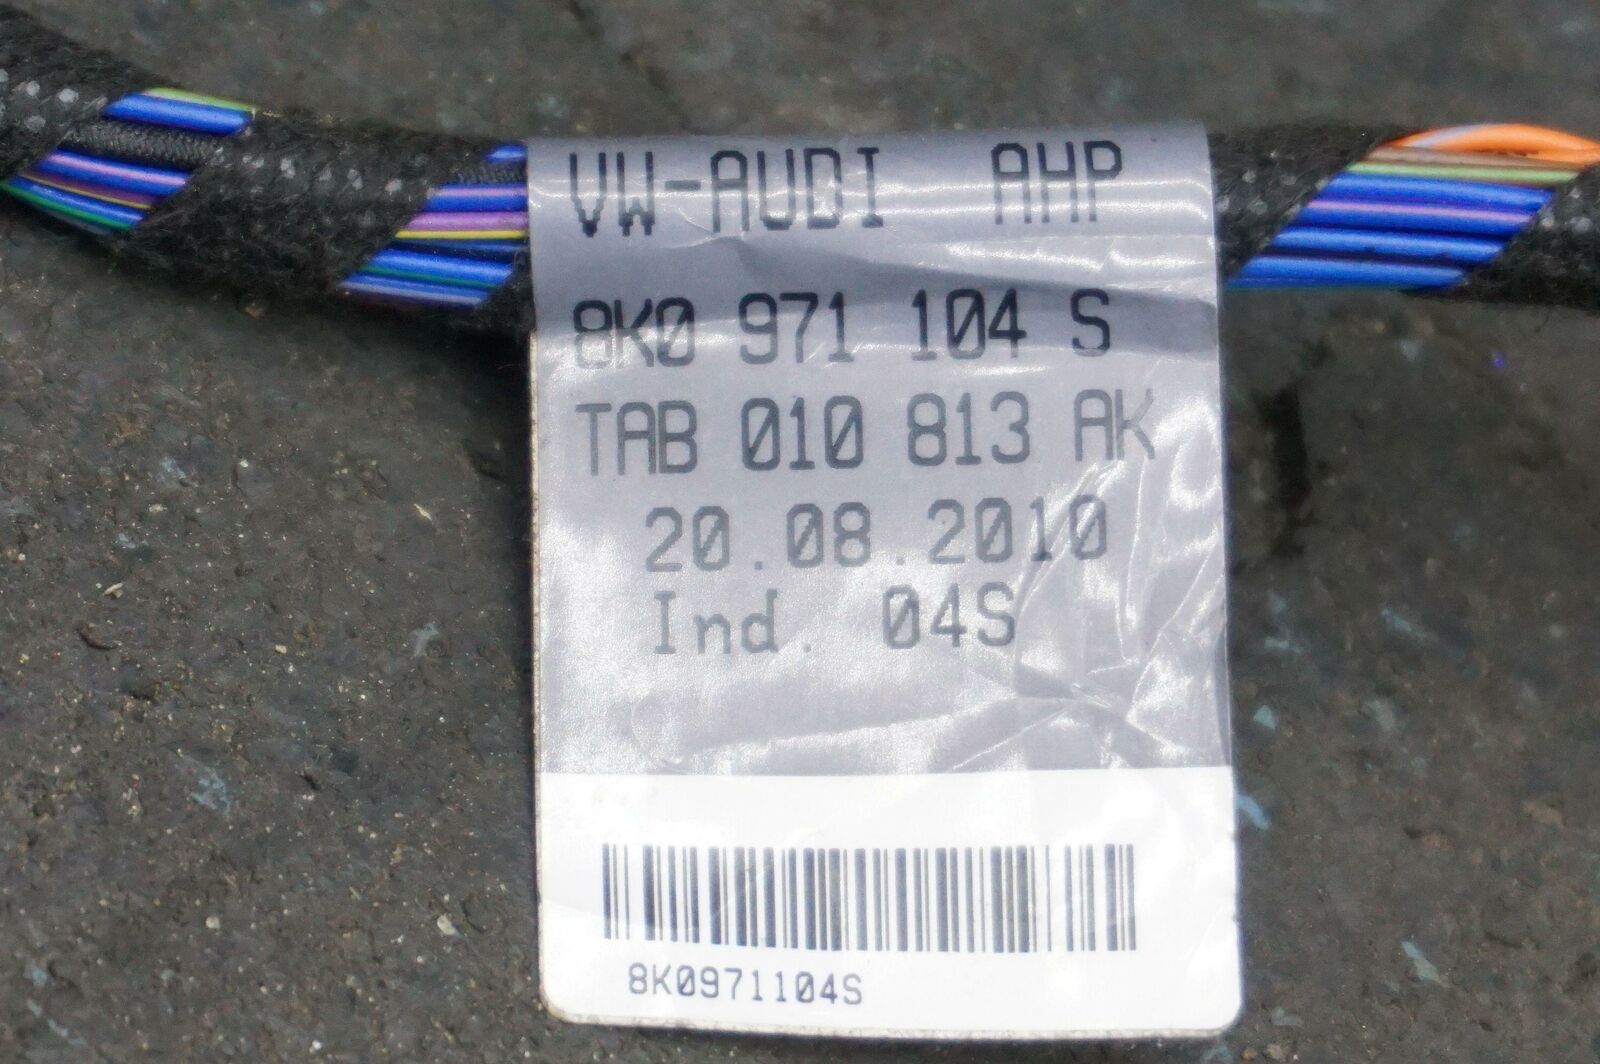 VW-AUDI AHP
8K0 971 104 S
TAB 010 813 AK
20.08.2010
Ind. 04S
8K0971104S